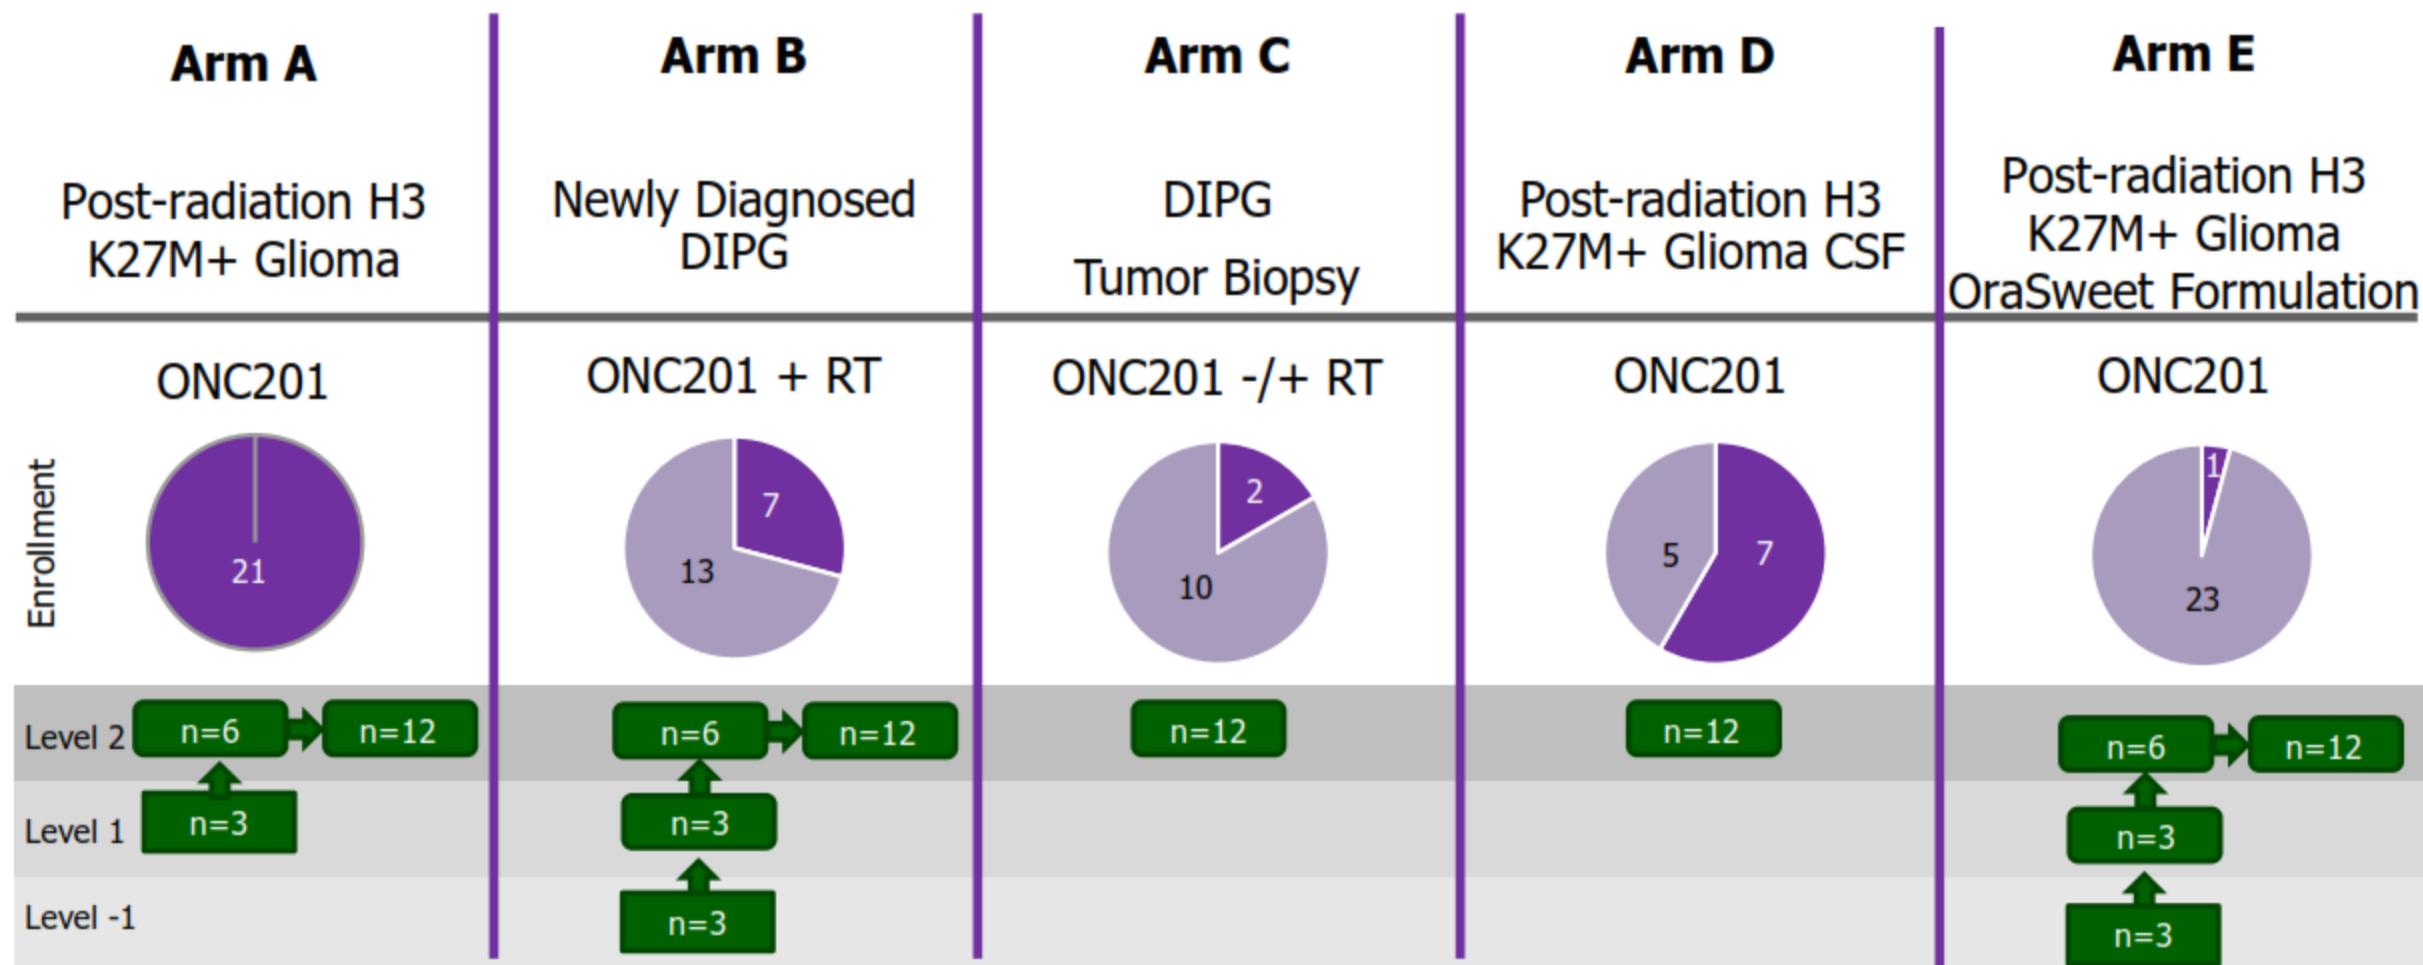 Arm A
Arm B
Arm C
Arm D
Arm E
Post-radiation H3
K27M+ Glioma
Newly Diagnosed
DIPG
DIPG
Tumor Biopsy
Post-radiation H3
K27M+ Glioma CSF
Post-radiation H3
K27M+ Glioma
OraSweet Formulation
ONC201
ONC201 + RT
ONC201 -/+ RT
ONC201
ONC201
Enrollment
21
7
13
2
10
5
7
1
23
Level 2
n=6
n=12
n=6
n=12
n=12
n=12
n=6
n=12
Level 1
n=3
n=3
n=3
Level -1
n=3
n=3